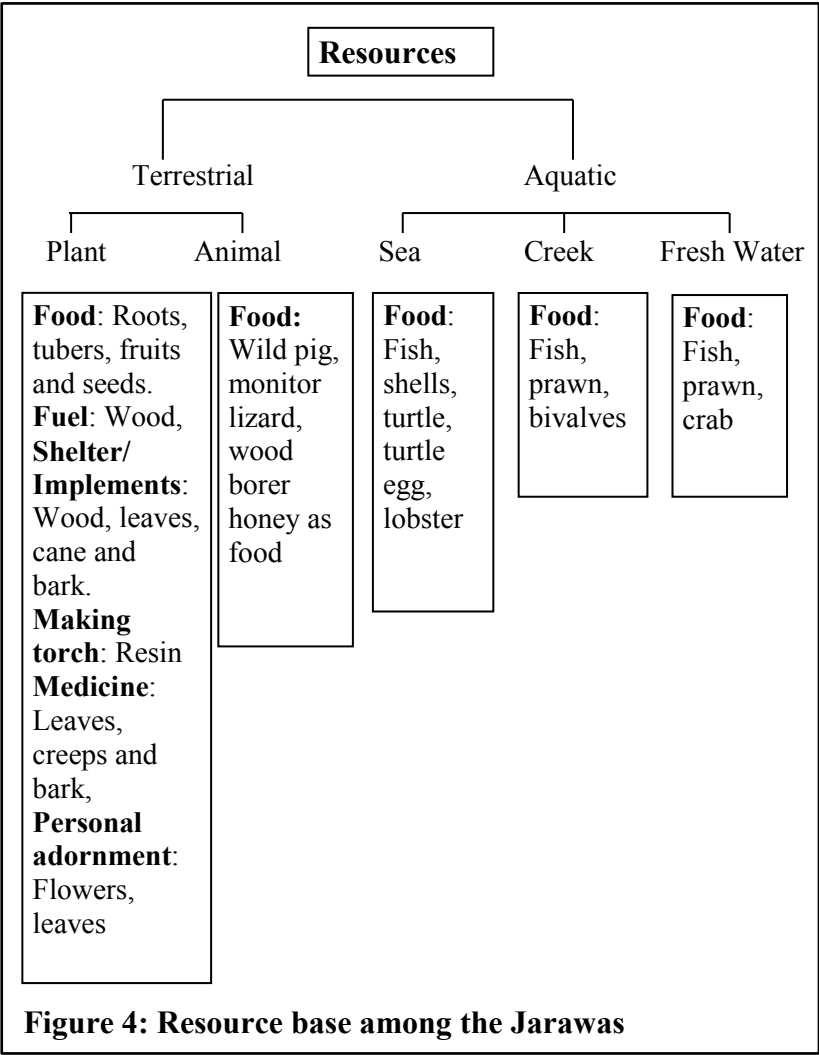 Resources
Terrestrial
Aquatic
Plant
Animal
Sea
Creek
Fresh Water
Food: Roots,
tubers, fruits
and seeds.
Fuel: Wood,
Shelter/
Implements:
Wood, leaves,
cane and
bark.
Making
torch: Resin
Medicine:
Leaves,
creeps and
bark,
Personal
adornment:
Flowers,
leaves
Food:
Wild pig,
monitor
lizard,
wood
borer
honey as
food
Food:
Fish,
shells,
turtle,
turtle
egg,
lobster
Food:
Fish,
prawn,
bivalves
Food:
Fish,
prawn,
crab
Figure 4: Resource base among the Jarawas